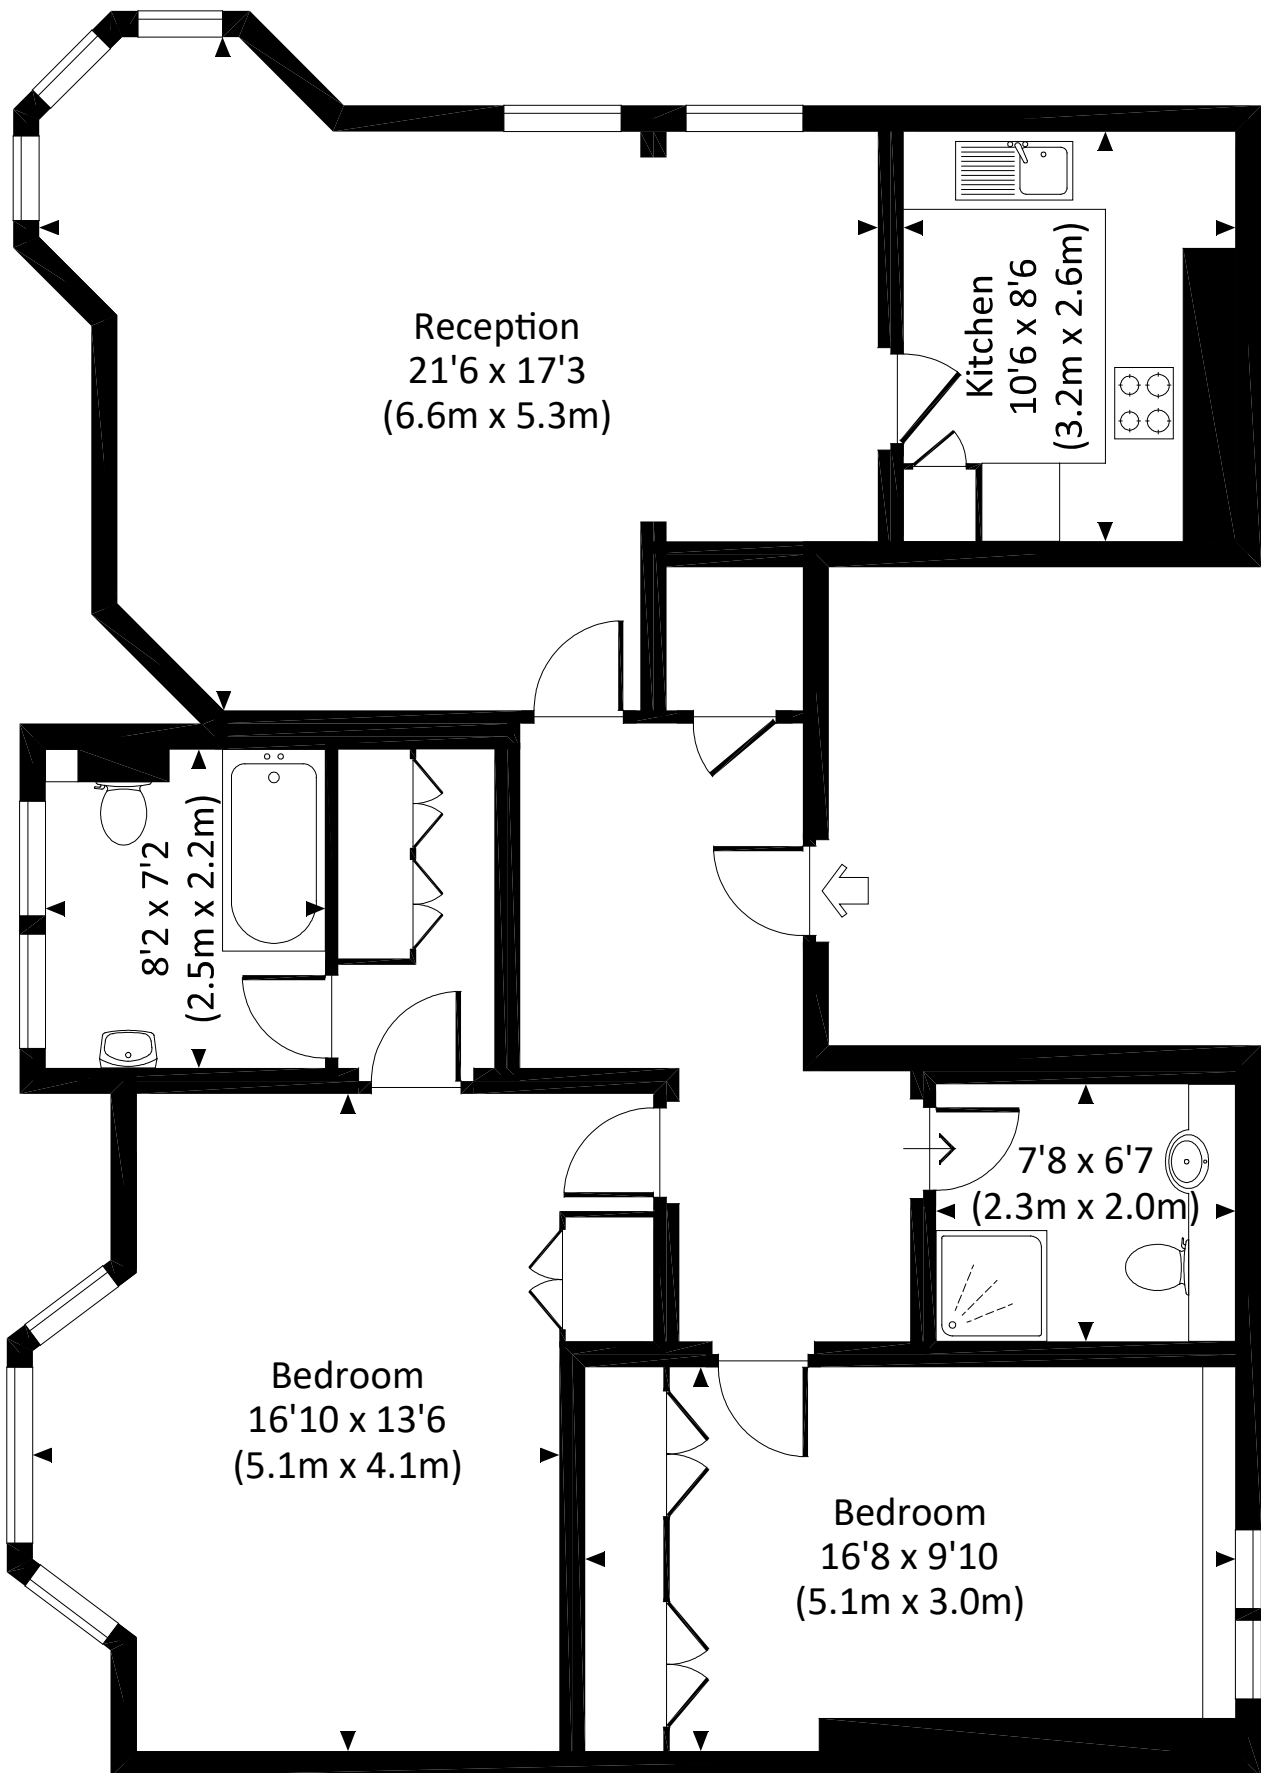 Reception
21'6 x 17'3
(6.6m x 5.3m)
Kitchen
10'6 x 8'6
(3.2m x 2.6m)
8'2 x 7'2
(2.5m x 2.2m)
7'8 x 6'7
(2.3m x 2.0m)
Bedroom
16'10 x 13'6
(5.1m x 4.1m)
Bedroom
16'8 x 9'10
(5.1m x 3.0m)